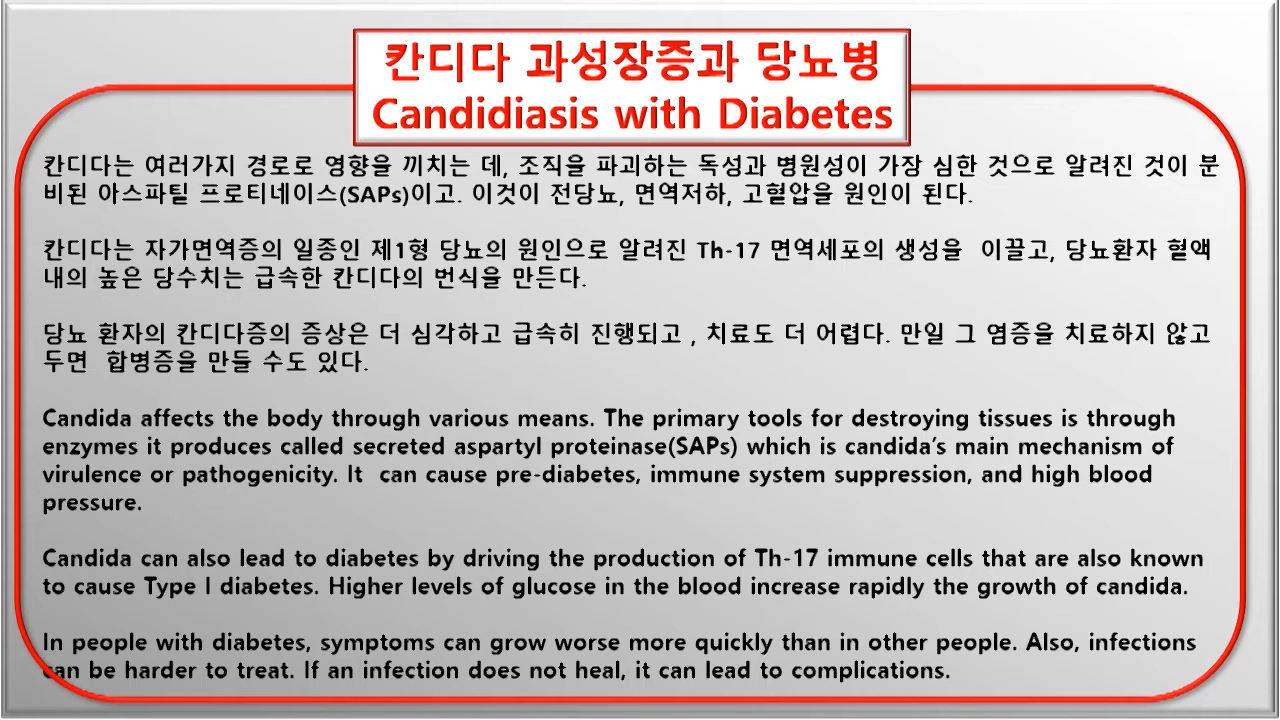 칸디다 과성장증과 당뇨병
Candidiasis with Diabetes
칸디다는 여러가지 경로로 영향을 끼치는 데, 조직을 파괴하는 독성과 병원성이 가장 심한 것으로 알려진 것이 분
비된 아스파틸 프로티네이스(SAPs)이고. 이것이 전당뇨, 면역저하, 고혈압을 원인이 된다.
칸디다는 자가면역증의 일종인 제1형 당뇨의 원인으로 알려진 Th-17 면역세포의 생성을 이끌고, 당뇨환자 혈액
내의 높은 당수치는 급속한 칸디다의 번식을 만든다.
당뇨 환자의 칸디다증의 증상은 더 심각하고 급속히 진행되고 , 치료도 더 어렵다. 만일 그 염증을 치료하지 않고
두면 합병증을 만들 수도 있다.
Candida affects the body through various means. The primary tools for destroying tissues is through
enzymes it produces called secreted aspartyl proteinase(SAPs) which is candida's main mechanism of
virulence or pathogenicity. It can cause pre-diabetes, immune system suppression, and high blood
pressure.
Candida can also lead to diabetes by driving the production of Th-17 immune cells that are also known
to cause Type I diabetes. Higher levels of glucose in the blood increase rapidly the growth of candida.
In people with diabetes, symptoms can grow worse more quickly than in other people. Also, infections
can be harder to treat. If an infection does not heal, it can lead to complications.